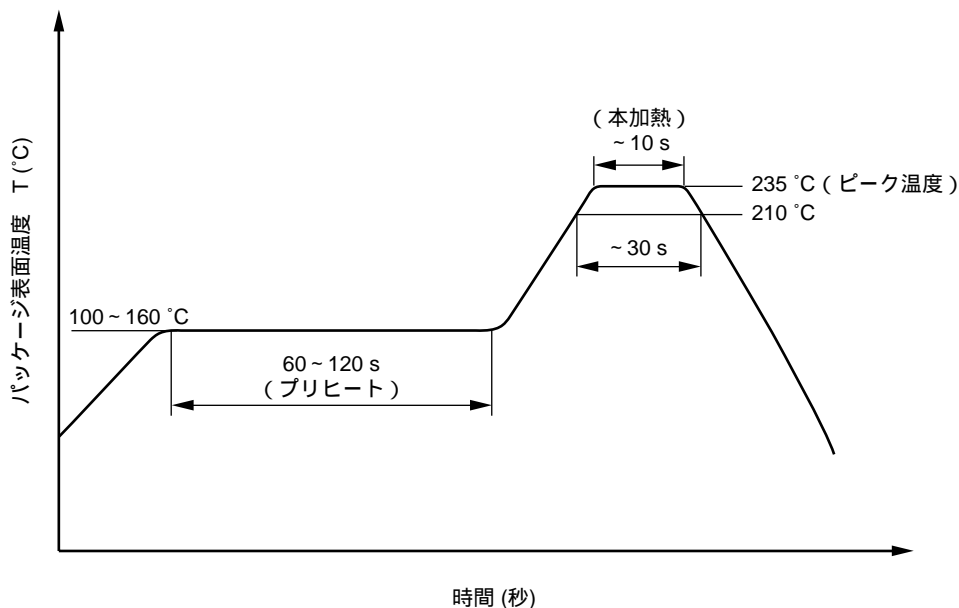 パッケージ表面温度 T (˚C)
( 本加熱 )
~ 10 s
235 ˚C ( ピーク温度 )
210 ˚C
~ 30 s
100 ~ 160 ˚C
60 ~ 120 s
( プリヒート )
時間 (秒)